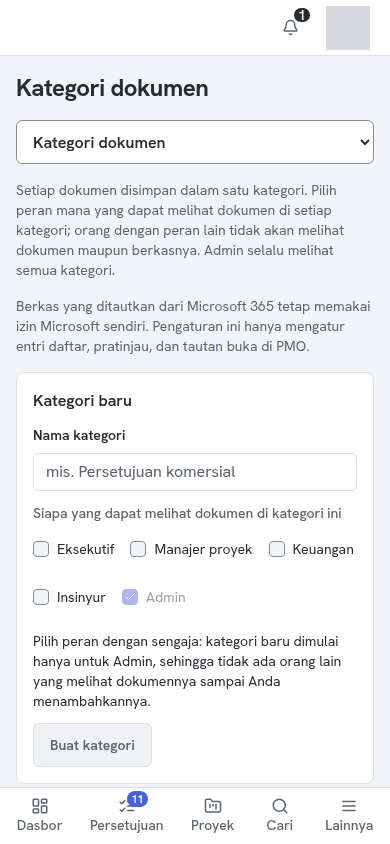 1
Kategori dokumen
Kategori dokumen
Setiap dokumen disimpan dalam satu kategori. Pilih
peran mana yang dapat melihat dokumen di setiap
kategori; orang dengan peran lain tidak akan melihat
dokumen maupun berkasnya. Admin selalu melihat
semua kategori.
Berkas yang ditautkan dari Microsoft 365 tetap memakai
izin Microsoft sendiri. Pengaturan ini hanya mengatur
entri daftar, pratinjau, dan tautan buka di PMO.
Kategori baru
Nama kategori
mis. Persetujuan komersial
Siapa yang dapat melihat dokumen di kategori ini
Eksekutif Manajer proyek Keuangan
Insinyur Admin
Pilih peran dengan sengaja: kategori baru dimulai
hanya untuk Admin, sehingga tidak ada orang lain
yang melihat dokumennya sampai Anda
menambahkannya.
Buat kategori
11
Dasbor Persetujuan Proyek Cari Lainnya